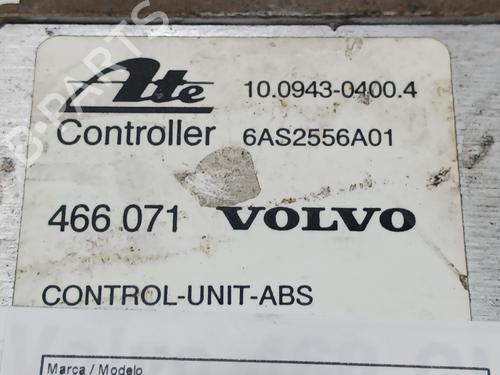 Ate 10.0943-0400.4
Controller 6AS2556A01
466 071 VOLVO
CONTROL-UNIT-ABS
Marca / Modelo
B-PARTS